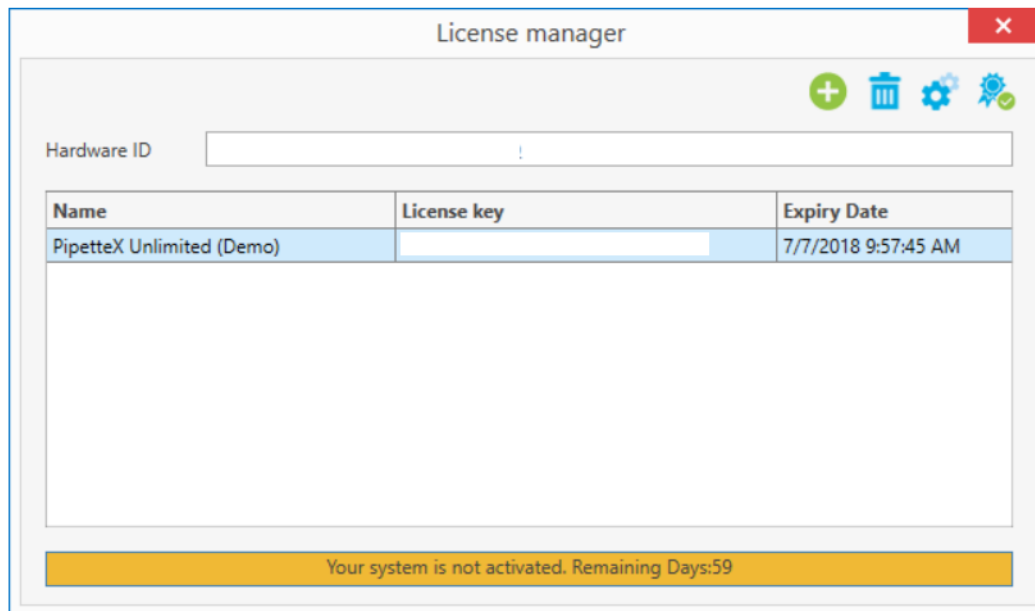 License manager
Hardware ID
Name License key Expiry Date
PipetteX Unlimited (Demo) 7/7/2018 9:57:45 AM
Your system is not activated. Remaining Days:59